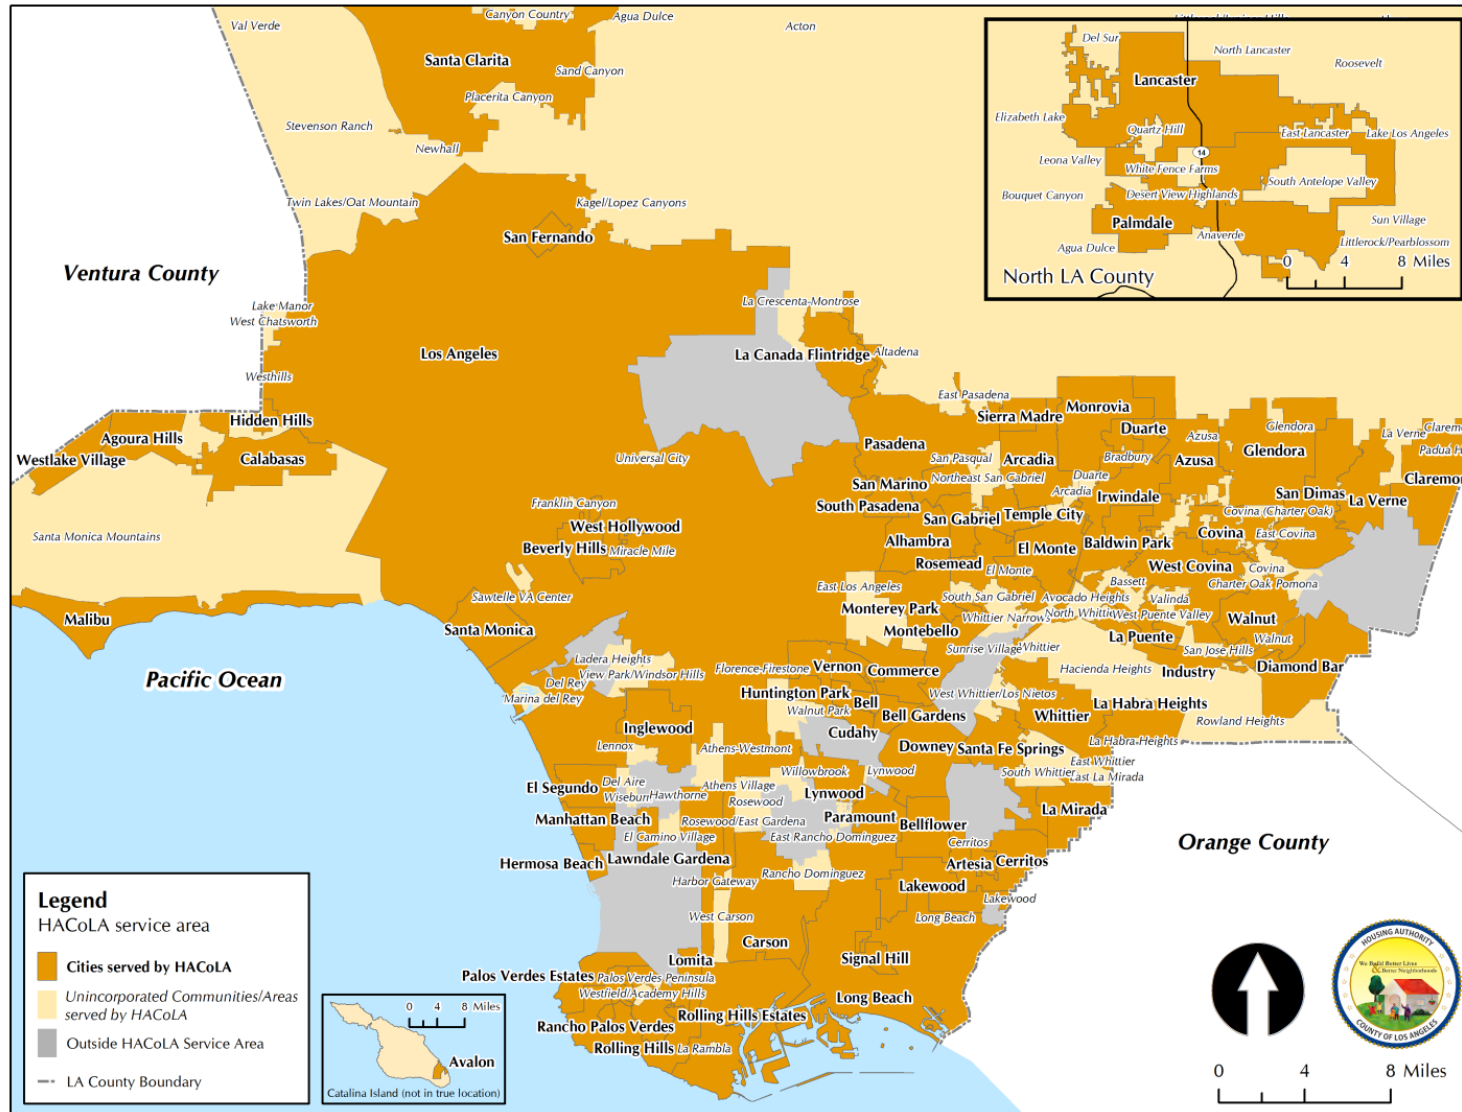 Canyon Country
Agua Dulce
Val Verde
Acton
Santa Clarita
Sand Canyon
Placerita Canyon
Stevenson Ranch
Newhall
Twin Lakes/Oat Mountain
Kagel/Lopez Canyons
San Fernando
Ventura County
Lake Manor
West Chatsworth
La Crescenta-Montrose
Los Angeles
La Canada Flintridge
Altadena
Westhills
Hidden Hills
Agoura Hills
Westlake Village
Calabasas
Universal City
East Pasadena
Sierra Madre
Monrovia
Duarte
Pasadena
San Pasqual
Arcadia
Bradbury
Azusa
Azusa
Glendora
Glendora
La Verne
Clarem
Padua H
Claremon
San Marino
Northeast San Gabriel
Duarte
Arcadia
Irwindale
San Dimas
La Verne
South Pasadena
San Gabriel
Temple City
Covina (Charter Oak)
Franklin Canyon
West Hollywood
Beverly Hills
Miracle Mile
Alhambra
El Monte
Baldwin Park
Covina
East Covina
Santa Monica Mountains
Rosemead
El Monte
West Covina
Covina
Charter Oak
Pomona
Bassett
East Los Angeles
South San Gabriel
Avocado Heights
Valinda
Sawtelle VA Center
Monterey Park
Whittier Narrows
North Whittier
West Puente Valley
Walnut
Malibu
Santa Monica
Montebello
La Puente
Walnut
Sunrise Village
Whittier
San Jose Hills
Ladera Heights
View Park/Windsor Hills
Florence-Firestone
Vernon
Commerce
Hacienda Heights
Industry
Diamond Bar
Pacific Ocean
Del Rey
Marina del Rey
Huntington Park
Bell
West Whittier/Los Nietos
La Habra Heights
Walnut Park
Bell Gardens
Whittier
Rowland Heights
Inglewood
Cudahy
Lennox
Athens-Westmont
Downey
Santa Fe Springs
La Habra Heights
East Whittier
East La Mirada
Willowbrook
Lynwood
South Whittier
El Segundo
Del Aire
Wiseburn
Hawthorne
Athens Village
Rosewood
Lynwood
La Mirada
Manhattan Beach
Rosewood/East Gardena
Paramount
Bellflower
El Camino Village
East Rancho Dominguez
Cerritos
Orange County
Hermosa Beach
Lawndale
Gardena
Artesia
Cerritos
Harbor Gateway
Rancho Dominguez
Lakewood
Lakewood
West Carson
Long Beach
Carson
Lomita
Signal Hill
Palos Verdes Estates
Palos Verdes Peninsula
Westfield/Academy Hills
Long Beach
Rancho Palos Verdes
Rolling Hills Estates
Rolling Hills
La Rambla
Del Sur
North Lancaster
Roosevelt
Lancaster
Elizabeth Lake
Quartz Hill
East Lancaster
Lake Los Angeles
14
Leona Valley
White Fence Farms
South Antelope Valley
Bouquet Canyon
Desert View Highlands
Palmdale
Sun Village
Anaverde
Agua Dulce
Littlerock/Pearblossom
North LA County
0 4 8 Miles
Legend
HACoLA service area
Cities served by HACoLA
Unincorporated Communities/Areas
served by HACoLA
Outside HACoLA Service Area
LA County Boundary
0 4 8 Miles
Avalon
Catalina Island (not in true location)
HOUSING AUTHORITY
We Build Better Lives
& Better Neighborhoods
COUNTY OF LOS ANGELES
0 4 8 Miles